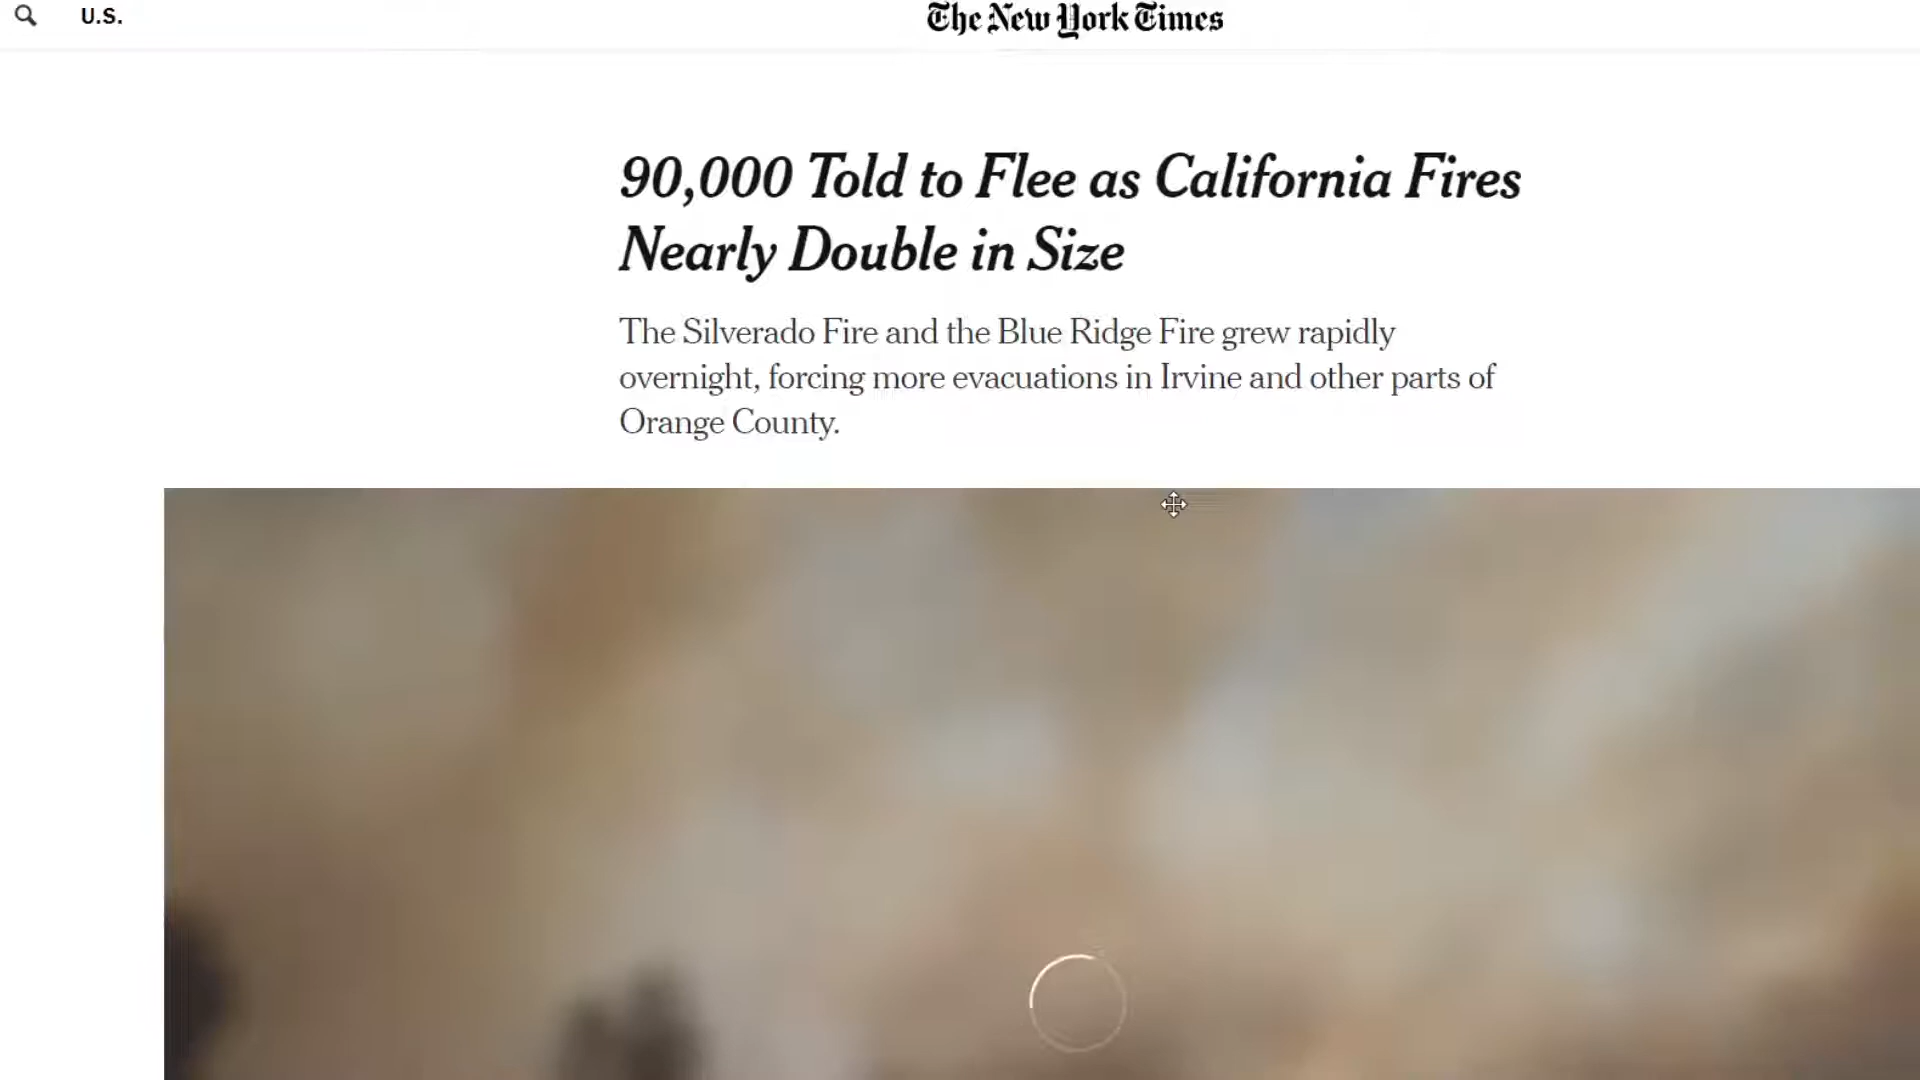 U.S.
The New York Times
90,000 Told to Flee as California Fires
Nearly Double in Size
The Silverado Fire and the Blue Ridge Fire grew rapidly
overnight, forcing more evacuations in Irvine and other parts of
Orange County.